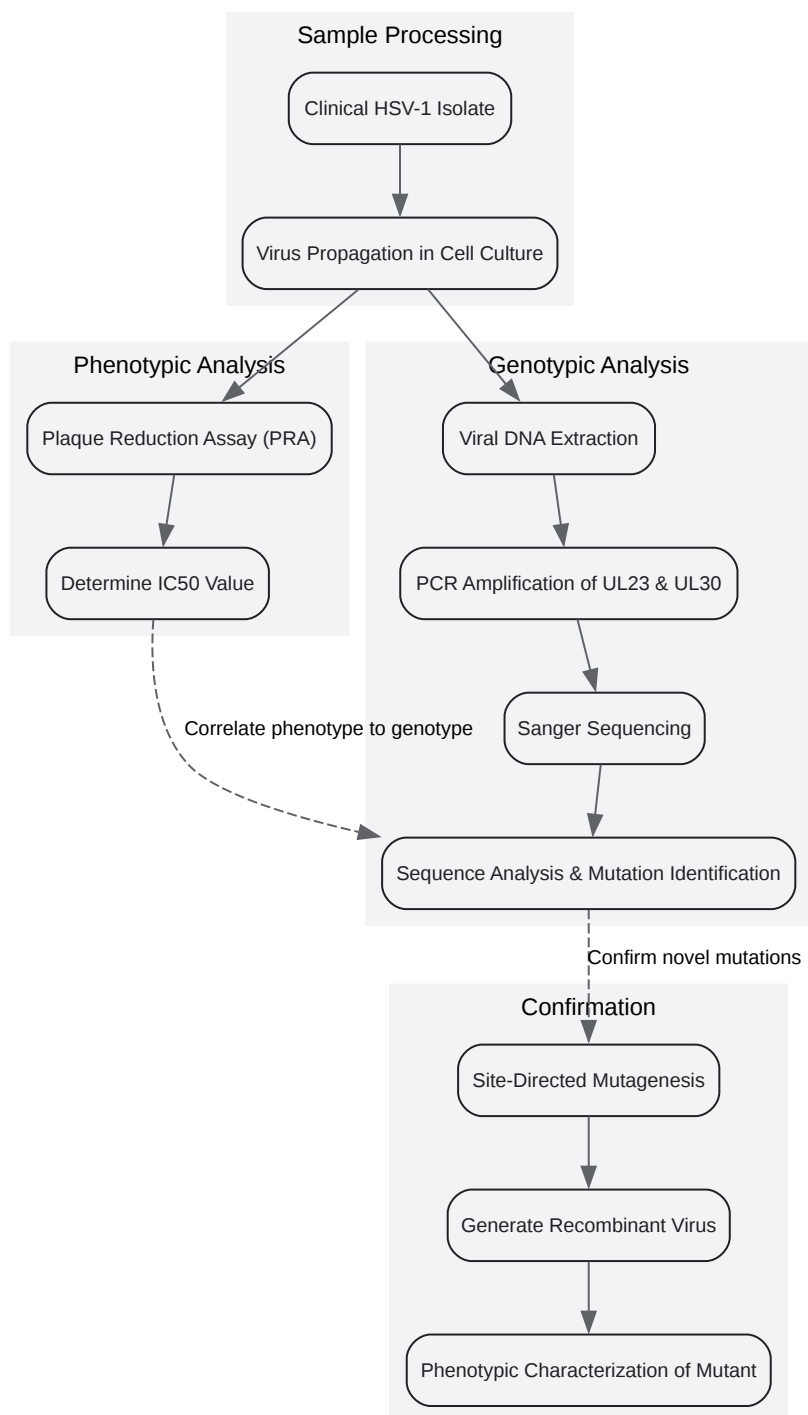 Sample Processing
Clinical HSV-1 Isolate
Virus Propagation in Cell Culture
Phenotypic Analysis
Plaque Reduction Assay (PRA)
Determine IC50 Value
Correlate phenotype to genotype
Genotypic Analysis
Viral DNA Extraction
PCR Amplification of UL23 & UL30
Sanger Sequencing
Sequence Analysis & Mutation Identification
Confirm novel mutations
Confirmation
Site-Directed Mutagenesis
Generate Recombinant Virus
Phenotypic Characterization of Mutant